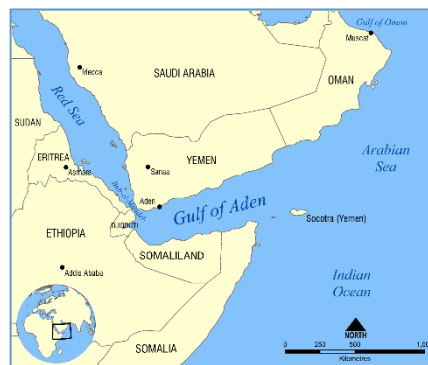 Gulf of Oman
Muscat
Mecca
SAUDI ARABIA
OMAN
Red Sea
SUDAN
Arabian
Sea
ERITREA
YEMEN
Asmara
Sanaa
Bab-el-Mandeb
Aden
Gulf of Aden
Socotra (Yemen)
DJIBOUTI
ETHIOPIA
SOMALILAND
Addis Ababa
Indian
Ocean
NORTH
SOMALIA
0 250 500 1,00
Kilometres